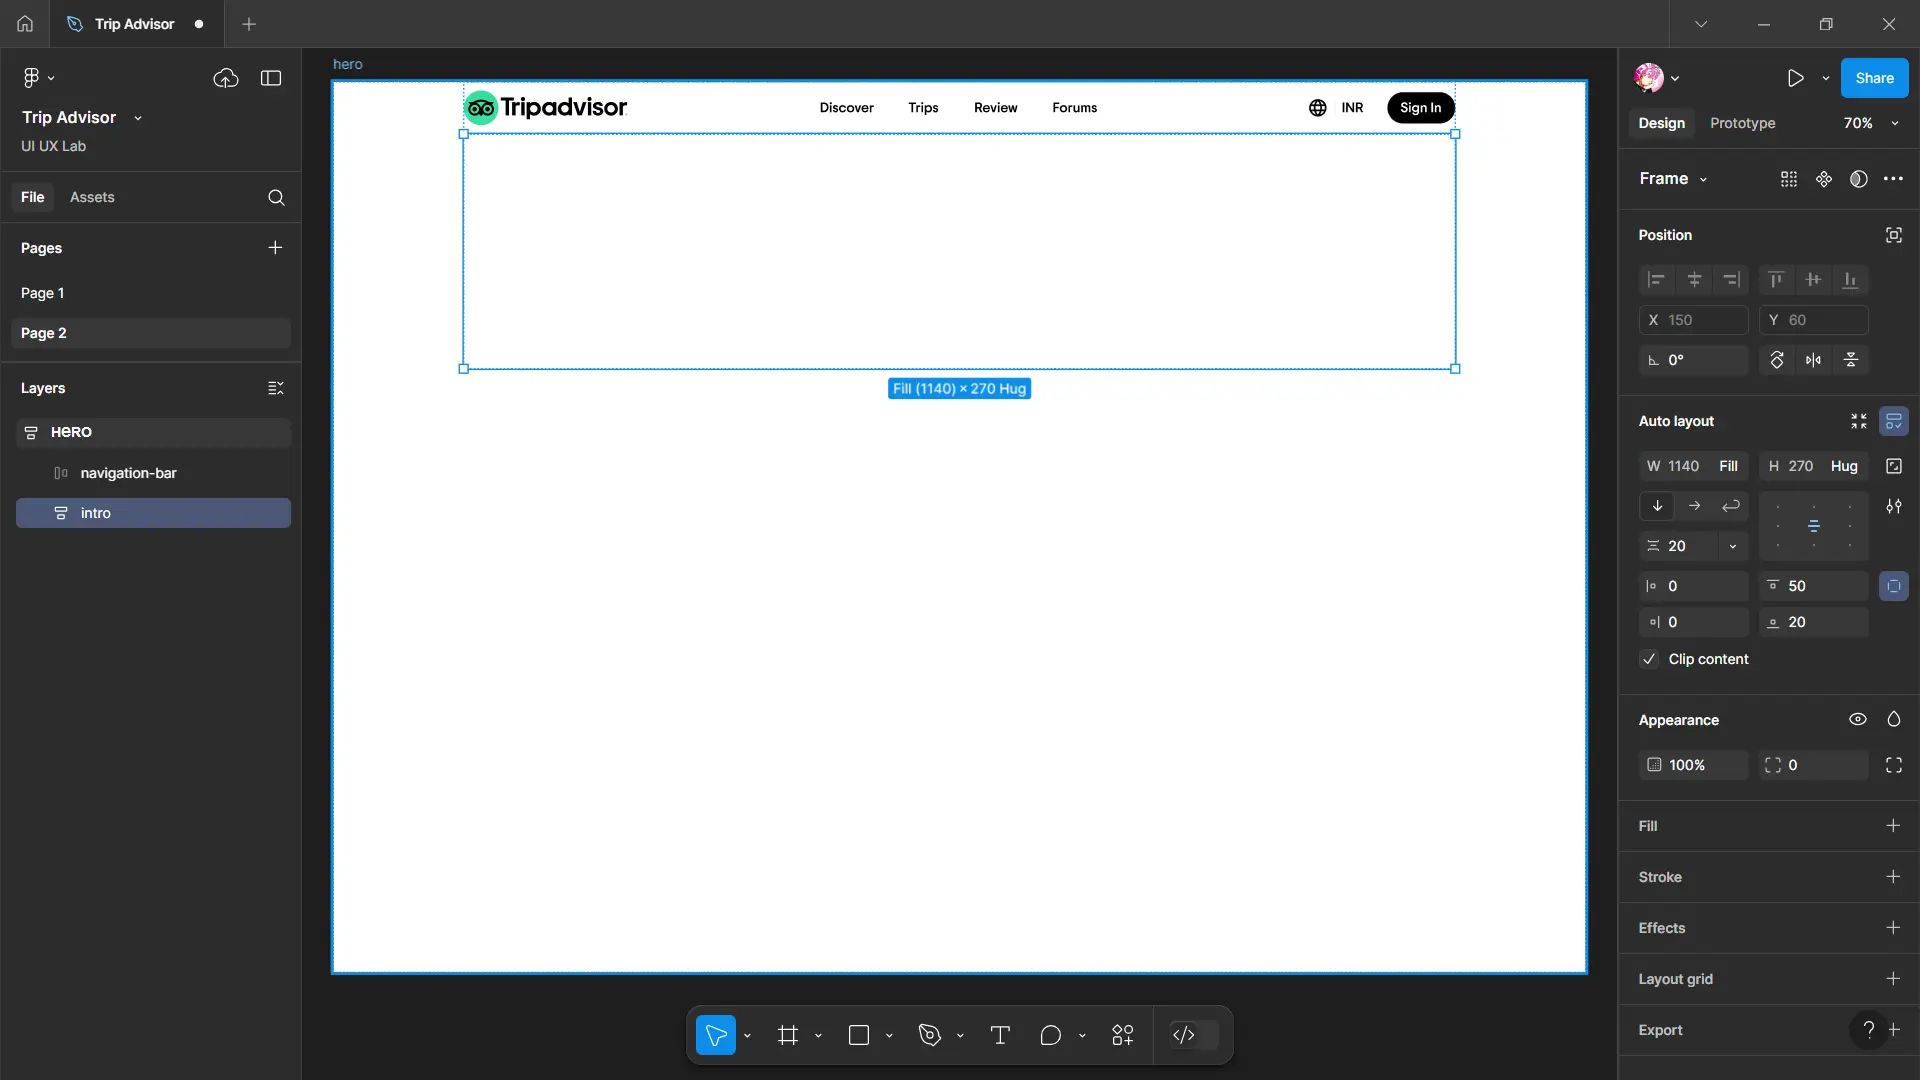 Trip Advisor
Trip Advisor
UI UX Lab
File Assets
Pages
Page 1
Page 2
Layers
HERO
navigation-bar
intro
hero
Tripadvisor
Discover Trips Review Forums
INR Sign In
Fill (1140) × 270 Hug
Share
Design Prototype 70%
Frame
Position
X 150 Y 60
0°
Auto layout
W 1140 Fill H 270 Hug
20
0 50
0 20
Clip content
Appearance
100% 0
Fill
Stroke
Effects
Layout grid
Export ?